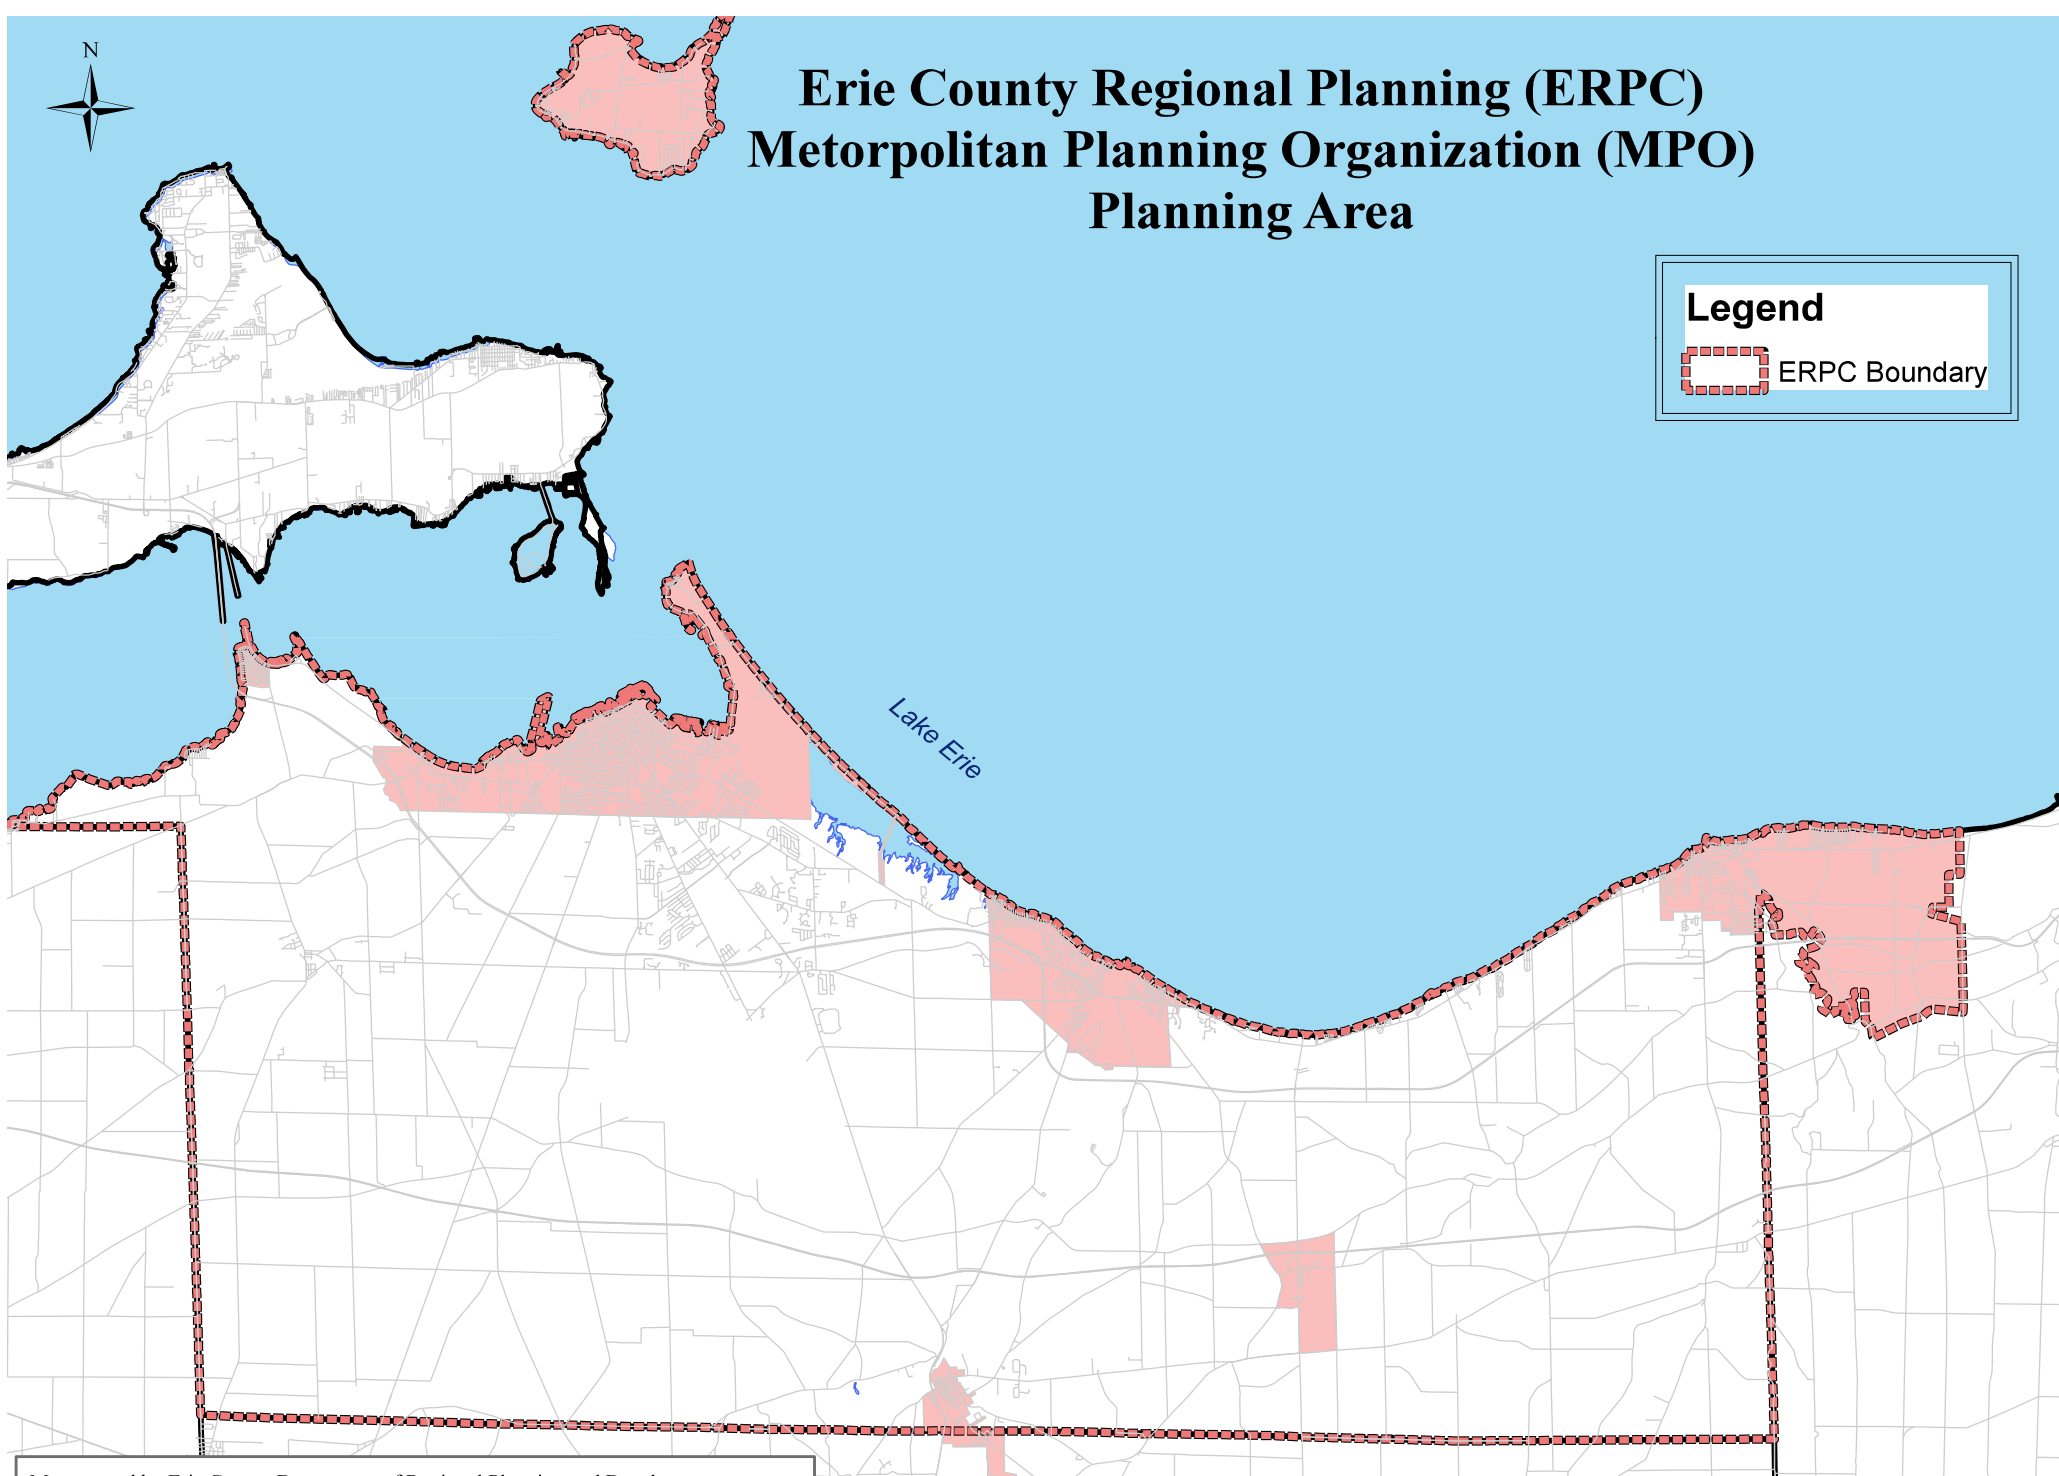 N
Erie County Regional Planning (ERPC)
Metorpolitan Planning Organization (MPO)
Planning Area
Legend
ERPC Boundary
Lake Erie